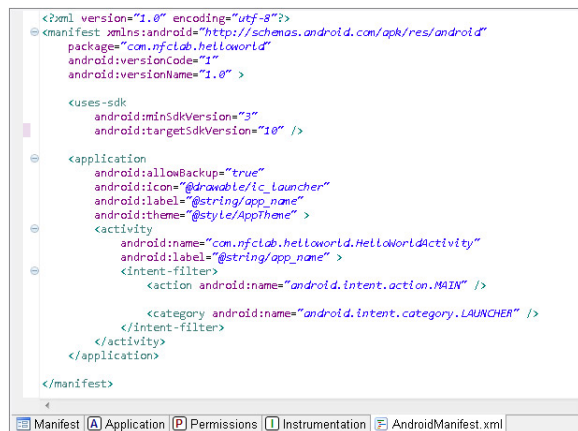 <?xml version="1.0" encoding="utf-8"?>
<manifest xmlns:android="http://schemas.android.com/apk/res/android"
    package="com.nfclab.helloworld"
    android:versionCode="1"
    android:versionName="1.0" >

    <uses-sdk
        android:minSdkVersion="3"
        android:targetSdkVersion="10" />

    <application
        android:allowBackup="true"
        android:icon="@drawable/ic_launcher"
        android:label="@string/app_name"
        android:theme="@style/AppTheme" >
        <activity
            android:name="com.nfclab.helloworld.HelloWorldActivity"
            android:label="@string/app_name" >
            <intent-filter>
                <action android:name="android.intent.action.MAIN" />

                <category android:name="android.intent.category.LAUNCHER" />
            </intent-filter>
        </activity>
    </application>

</manifest>
Manifest A Application P Permissions I Instrumentation AndroidManifest.xml